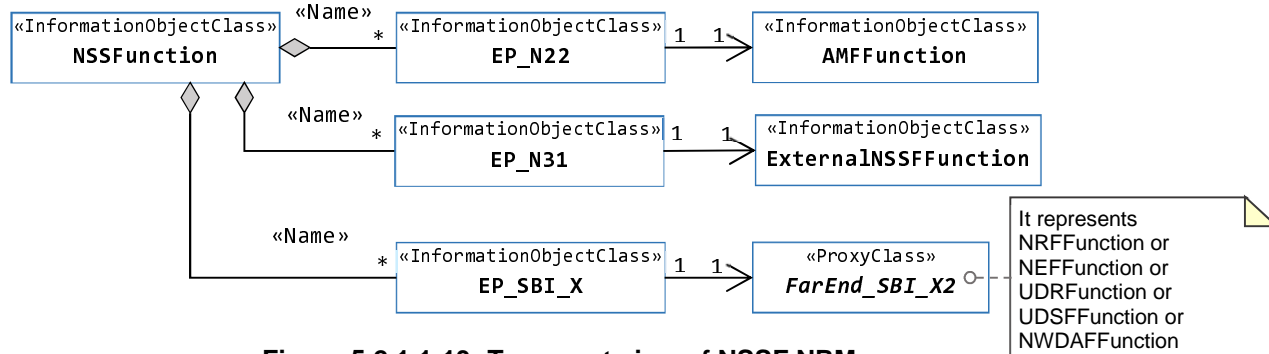 «Name»
«InformationObjectClass»
NSSFunction
*
«InformationObjectClass»
EP_N22
1 1
«InformationObjectClass»
AMFFunction
«Name»
*
«InformationObjectClass»
EP_N31
1 1
«InformationObjectClass»
ExternalNSSFFunction
«Name»
*
«InformationObjectClass»
EP_SBI_X
1 1
«ProxyClass»
FarEnd_SBI_X2
It represents
NRFFunction or
NEFFunction or
UDRFunction or
UDSFFunction or
NWDAFFunction